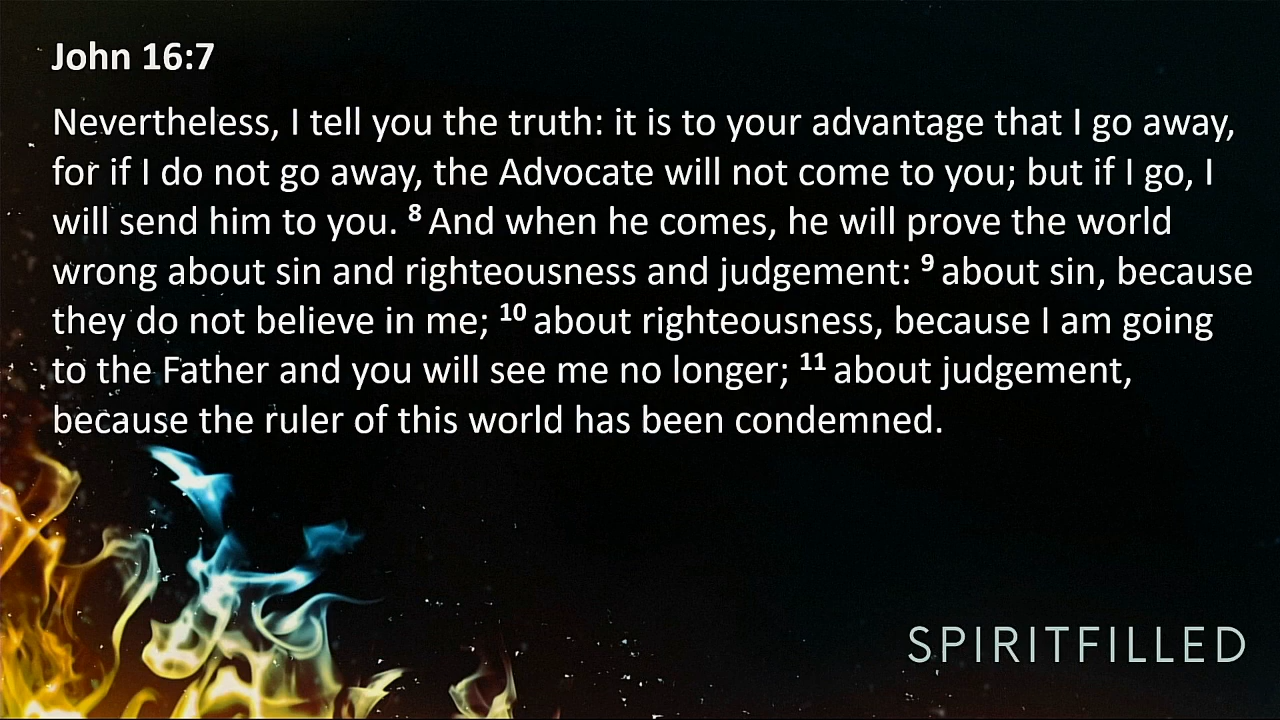 John 16:7
Nevertheless, I tell you the truth: it is to your advantage that I go away,
for if I do not go away, the Advocate will not come to you; but if I go, I
will send him to you. 8 And when he comes, he will prove the world
wrong about sin and righteousness and judgement: 9 about sin, because
they do not believe in me; 10 about righteousness, because I am going
to the Father and you will see me no longer; 11 about judgement,
because the ruler of this world has been condemned.
SPIRITFILLED